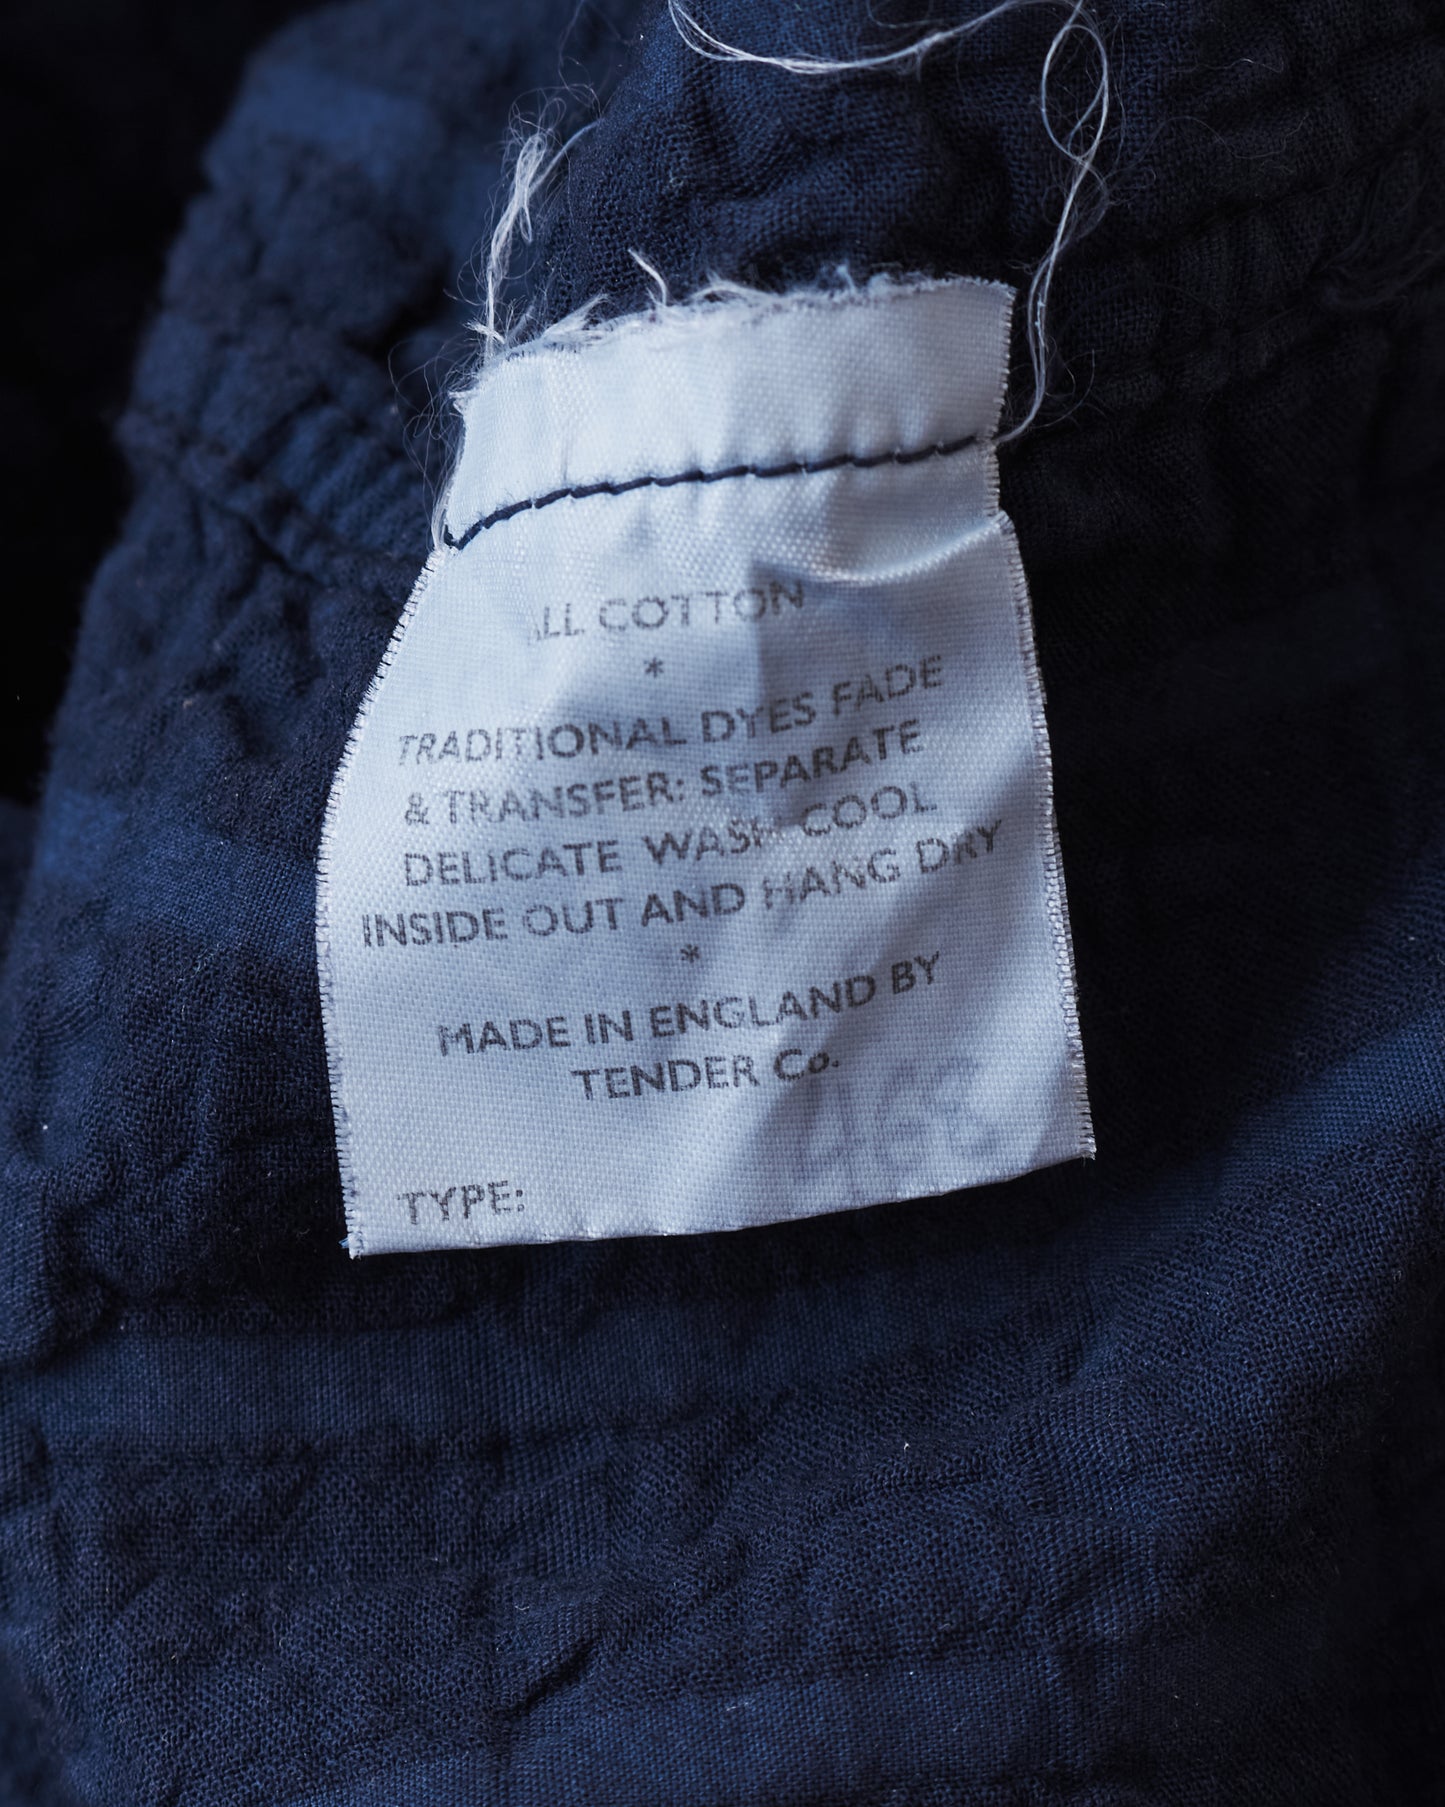 ALL COTTON
*
TRADITIONAL DYES FADE
& TRANSFER: SEPARATE
DELICATE WASH COOL
INSIDE OUT AND HANG DRY
*
MADE IN ENGLAND BY
TENDER Co.
TYPE: 468